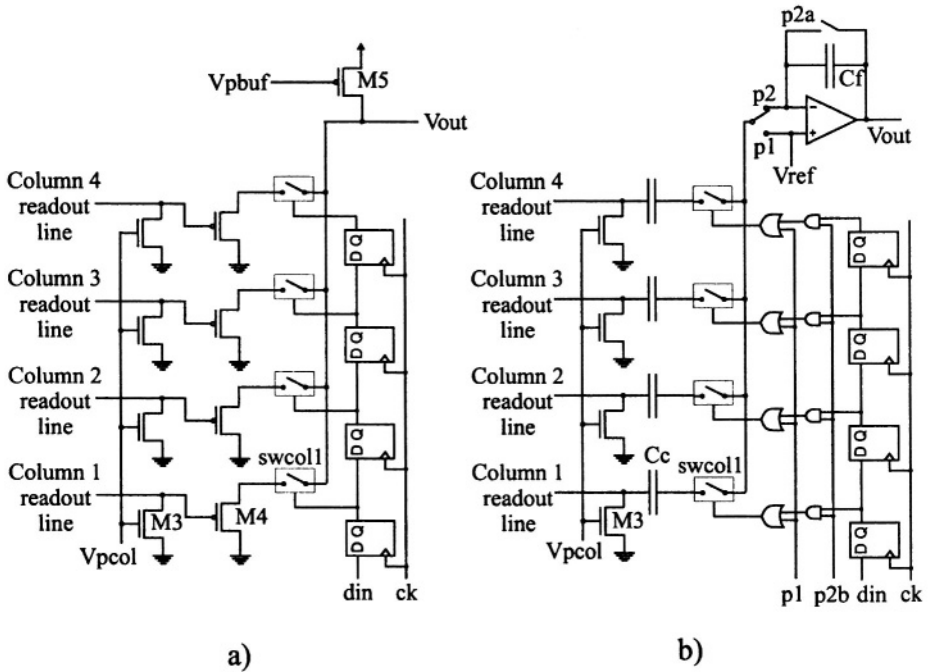 Vpbuf
M5
Vout
Column 4
readout
line
Column 3
readout
line
Column 2
readout
line
Column 1
readout
line
swcol1
M3
M4
Vpcol
Q
D
Q
D
Q
D
Q
D
din
ck
a)
p2a
Cf
p2
-
+
p1
Vout
Vref
Column 4
readout
line
Column 3
readout
line
Column 2
readout
line
Column 1
readout
line
Cc
swcol1
M3
Vpcol
Q
D
Q
D
Q
D
Q
D
p1
p2b
din
ck
b)